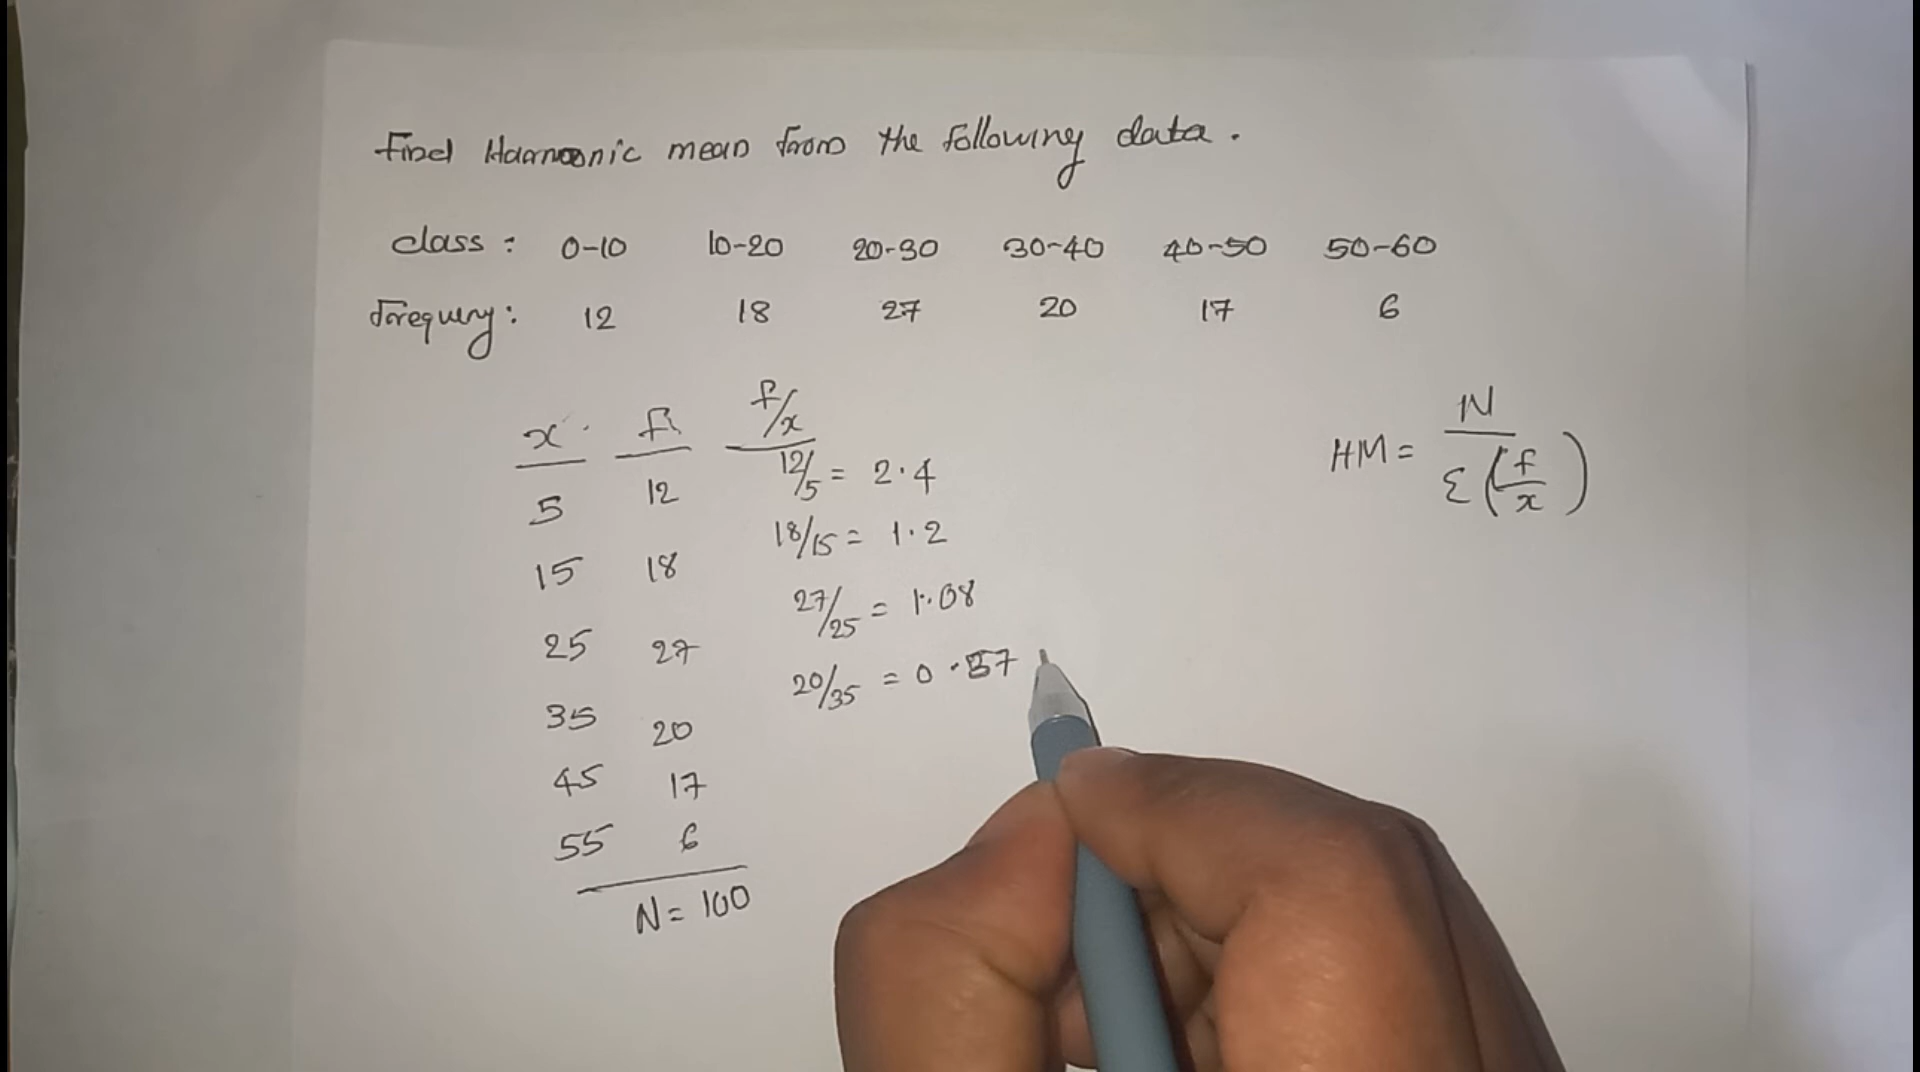 Find Harmonic mean from the following data.
class: 0-10 10-20 20-30 30-40 40-50 50-60
frequency: 12 18 27 20 17 6
x f f/x
5 12 12/5 = 2.4
15 18 18/15 = 1.2
25 27 27/25 = 1.08
35 20 20/35 = 0.57
45 17
55 6
N = 100
HM = N / Σ(f/x)